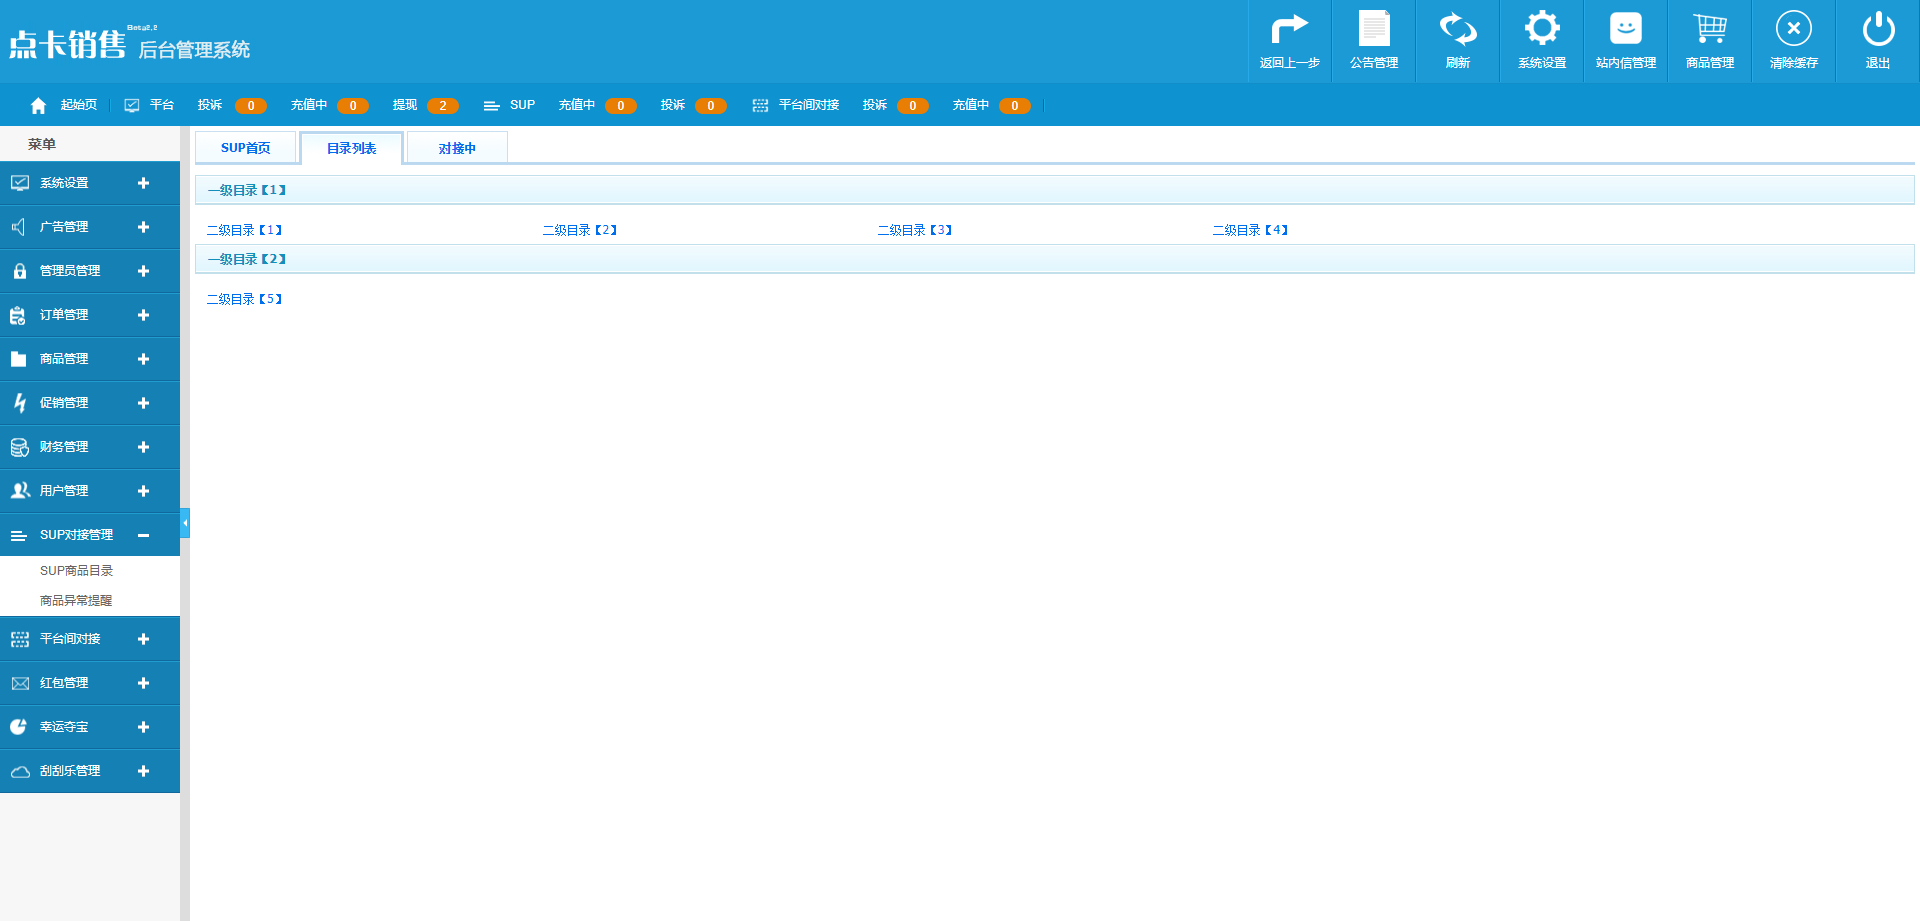 点卡销售 Beta2.2 后台管理系统
返回上一步 公告管理 刷新 系统设置 站内信管理 商品管理 清除缓存 退出
起始页 平台 投诉 0 充值中 0 提现 2 SUP 充值中 0 投诉 0 平台间对接 投诉 0 充值中 0
菜单
系统设置
广告管理
管理员管理
订单管理
商品管理
促销管理
财务管理
用户管理
SUP对接管理
SUP商品目录
商品异常提醒
平台间对接
红包管理
幸运夺宝
刮刮乐管理
SUP首页 目录列表 对接中
一级目录【1】
二级目录【1】 二级目录【2】 二级目录【3】 二级目录【4】
一级目录【2】
二级目录【5】